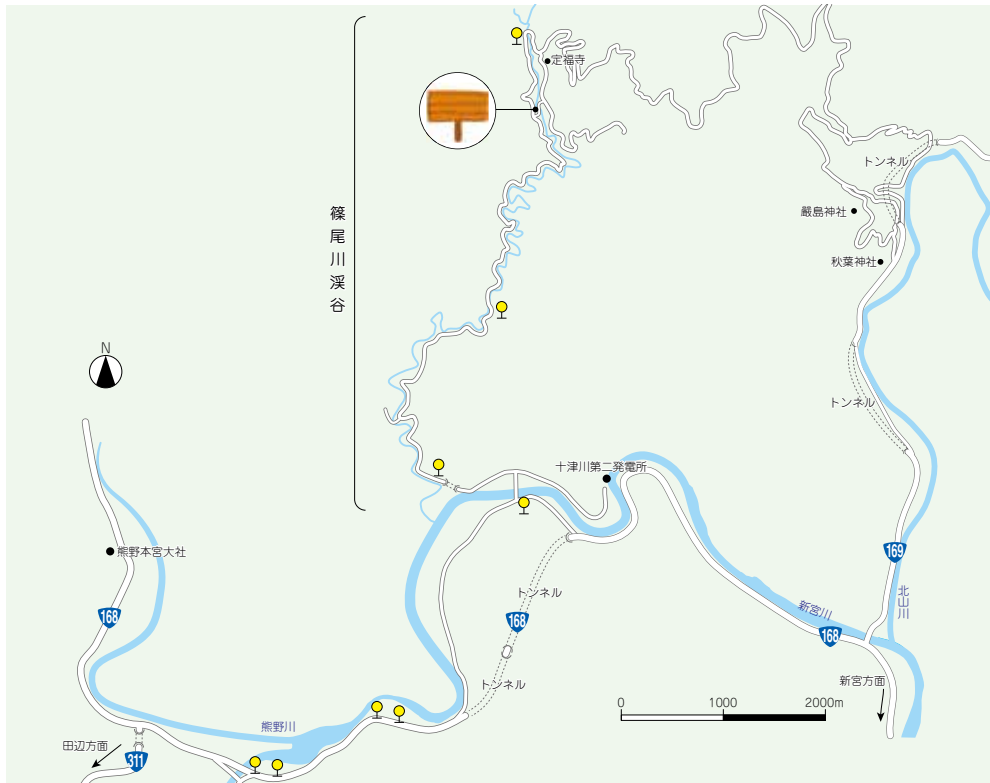 定福寺
トンネル
嚴島神社
秋葉神社
篠尾川渓谷
N
トンネル
十津川第二発電所
熊野本宮大社
169
北山川
トンネル
新宮川
168
168
168
トンネル
新宮方面
0 1000 2000m
熊野川
田辺方面
311